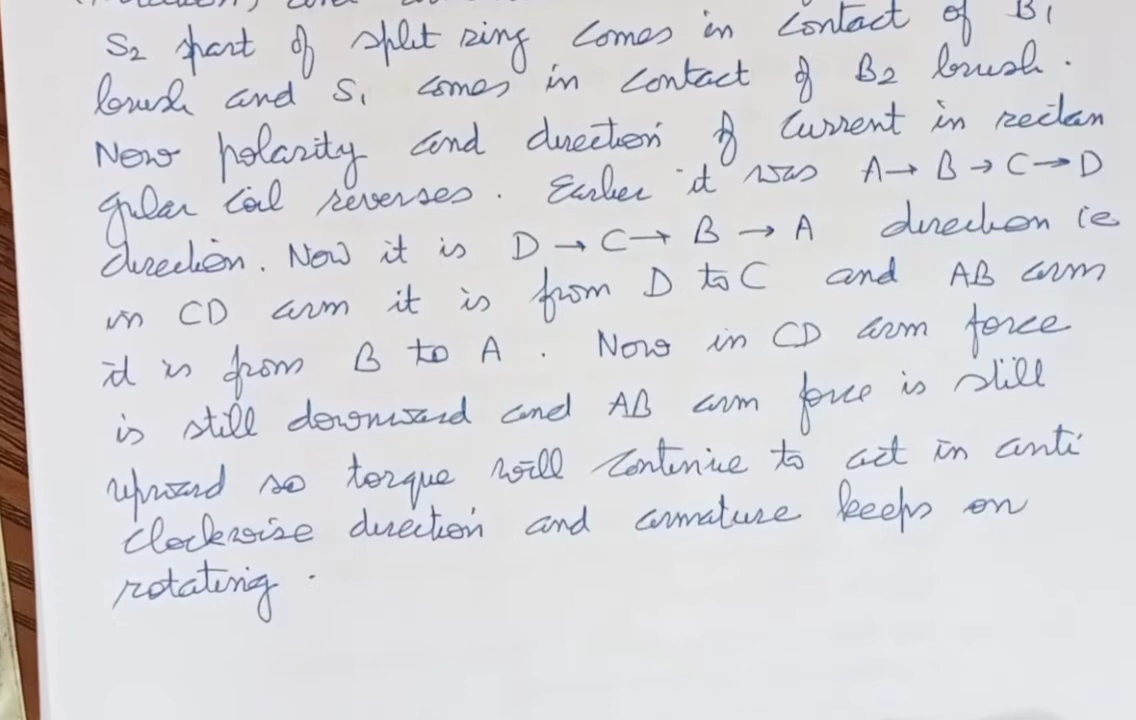 S2 part of split ring comes in contact of B1
brush and S1 comes in contact of B2 brush.
Now polarity and direction of current in rectan
gular coil reverses. Earlier it was A→ B → C → D
direction. Now it is D → C → B → A direction ie
in CD arm it is from D to C and AB arm
it is from B to A. Now in CD arm force
is still downward and AB arm force is still
upward so torque will continue to act in anti
clockwise direction and armature keeps on
rotating.